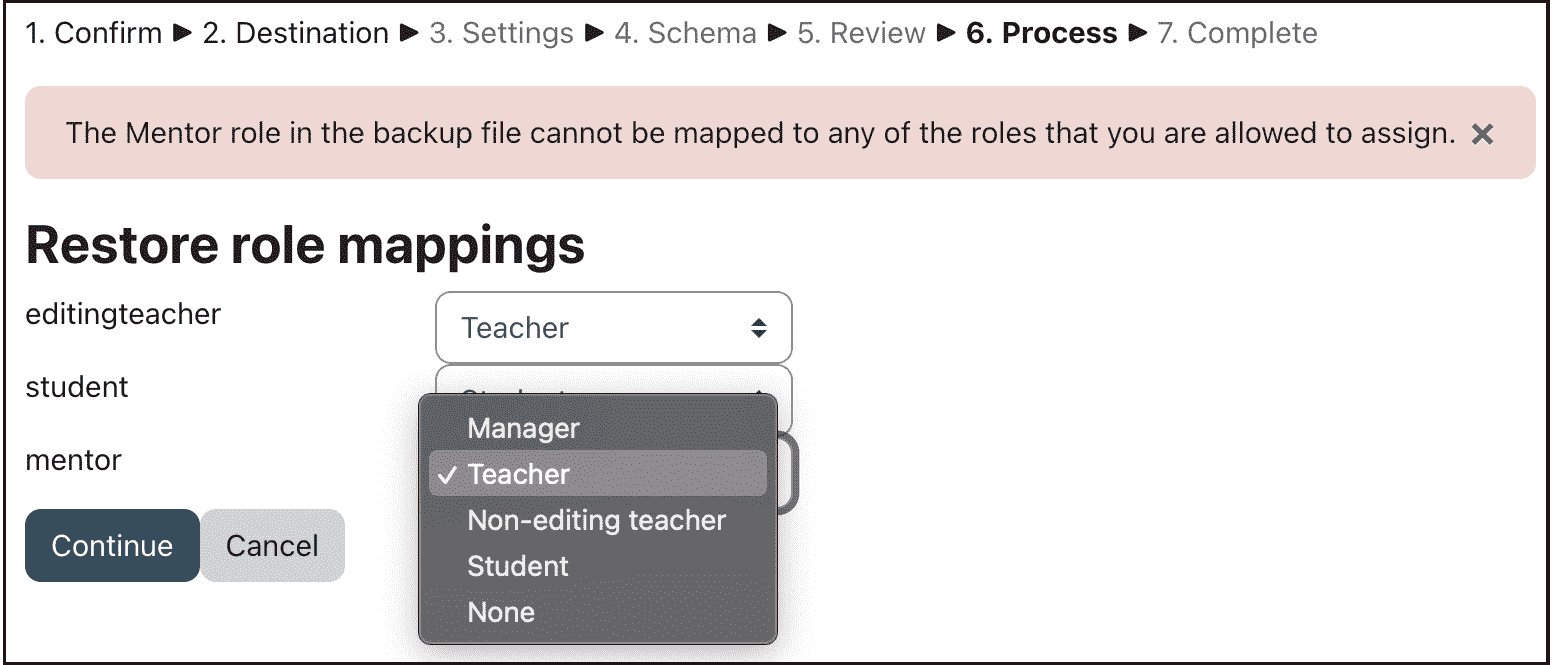 1. Confirm ► 2. Destination ► 3. Settings ► 4. Schema ► 5. Review ► 6. Process ► 7. Complete
The Mentor role in the backup file cannot be mapped to any of the roles that you are allowed to assign. ×
Restore role mappings
editingteacher Teacher
student
mentor
Manager
✓ Teacher
Non-editing teacher
Student
None
Continue Cancel